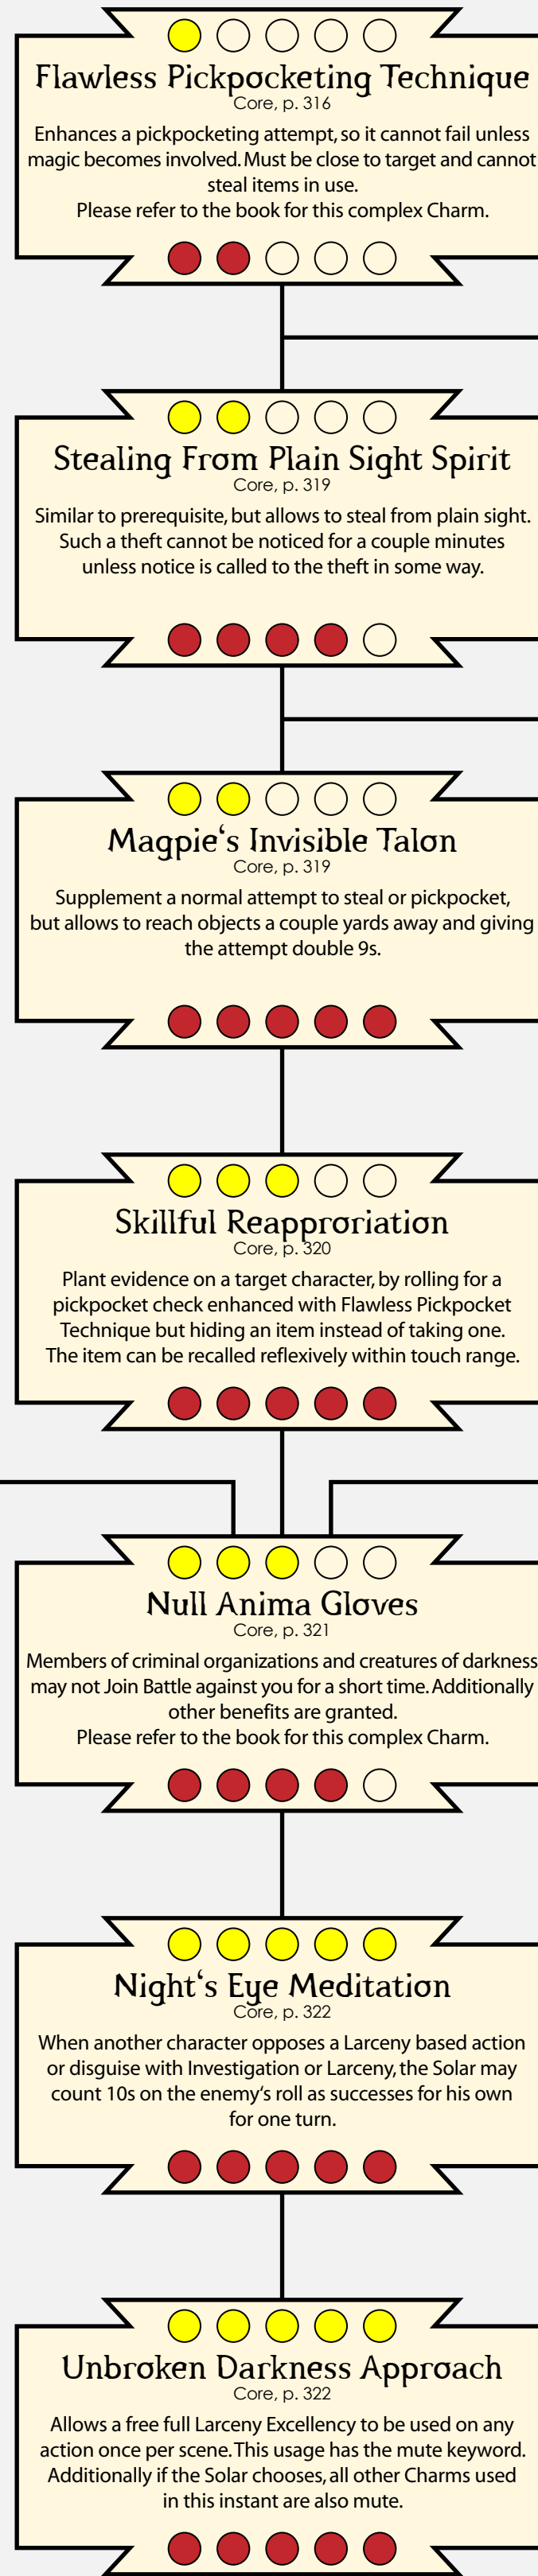 Flawless Pickpocketing Technique
Core, p. 316
Enhances a pickpocketing attempt, so it cannot fail unless
magic becomes involved. Must be close to target and cannot
steal items in use.
Please refer to the book for this complex Charm.
Stealing From Plain Sight Spirit
Core, p. 319
Similar to prerequisite, but allows to steal from plain sight.
Such a theft cannot be noticed for a couple minutes
unless notice is called to the theft in some way.
Magpie‘s Invisible Talon
Core, p. 319
Supplement a normal attempt to steal or pickpocket,
but allows to reach objects a couple yards away and giving
the attempt double 9s.
Skillful Reapproriation
Core, p. 320
Plant evidence on a target character, by rolling for a
pickpocket check enhanced with Flawless Pickpocket
Technique but hiding an item instead of taking one.
The item can be recalled reflexively within touch range.
Null Anima Gloves
Core, p. 321
Members of criminal organizations and creatures of darkness
may not Join Battle against you for a short time. Additionally
other benefits are granted.
Please refer to the book for this complex Charm.
Night‘s Eye Meditation
Core, p. 322
When another character opposes a Larceny based action
or disguise with Investigation or Larceny, the Solar may
count 10s on the enemy‘s roll as successes for his own
for one turn.
Unbroken Darkness Approach
Core, p. 322
Allows a free full Larceny Excellency to be used on any
action once per scene. This usage has the mute keyword.
Additionally if the Solar chooses, all other Charms used
in this instant are also mute.